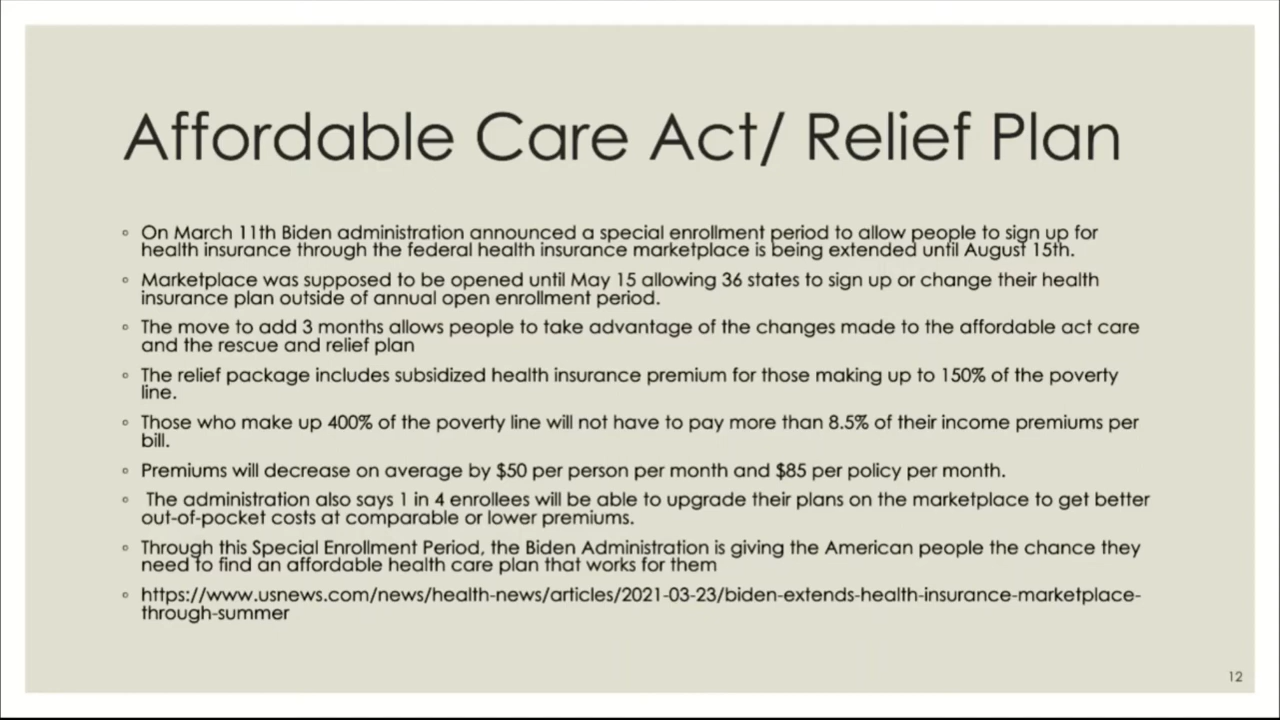 Affordable Care Act/ Relief Plan
◦ On March 11th Biden administration announced a special enrollment period to allow people to sign up for
health insurance through the federal health insurance marketplace is being extended until August 15th.
◦ Marketplace was supposed to be opened until May 15 allowing 36 states to sign up or change their health
insurance plan outside of annual open enrollment period.
◦ The move to add 3 months allows people to take advantage of the changes made to the affordable act care
and the rescue and relief plan
◦ The relief package includes subsidized health insurance premium for those making up to 150% of the poverty
line.
◦ Those who make up 400% of the poverty line will not have to pay more than 8.5% of their income premiums per
bill.
◦ Premiums will decrease on average by $50 per person per month and $85 per policy per month.
◦ The administration also says 1 in 4 enrollees will be able to upgrade their plans on the marketplace to get better
out-of-pocket costs at comparable or lower premiums.
◦ Through this Special Enrollment Period, the Biden Administration is giving the American people the chance they
need to find an affordable health care plan that works for them
◦ https://www.usnews.com/news/health-news/articles/2021-03-23/biden-extends-health-insurance-marketplace-
through-summer
12